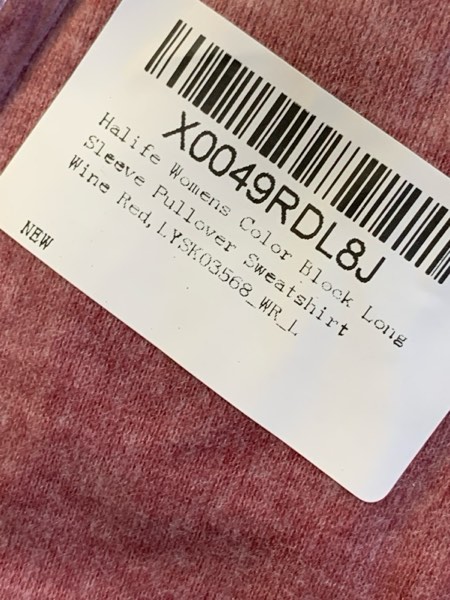 X0049RDL8J
Halife Womens Color Block Long
Sleeve Pullover Sweatshirt
Wine Red,LYSK03568_WR_L
NEW